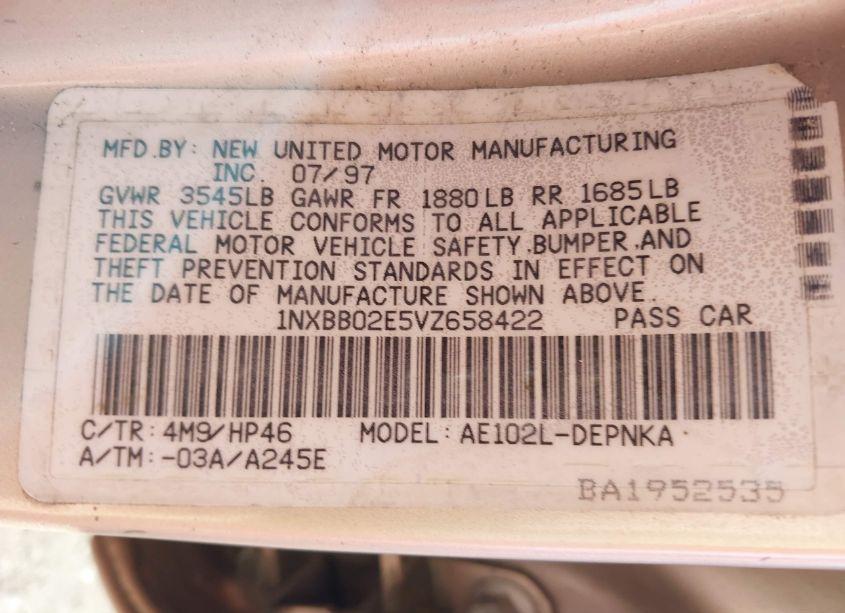 MFD.BY: NEW UNITED MOTOR MANUFACTURING
INC. 07/97
GVWR 3545LB GAWR FR 1880LB RR 1685LB
THIS VEHICLE CONFORMS TO ALL APPLICABLE
FEDERAL MOTOR VEHICLE SAFETY.BUMPER.AND
THEFT PREVENTION STANDARDS IN EFFECT ON
THE DATE OF MANUFACTURE SHOWN ABOVE.
1NXBB02E5VZ658422 PASS CAR
C/TR: 4M9/HP46 MODEL: AE102L-DEPNKA
A/TM:-03A/A245E
BA1952535